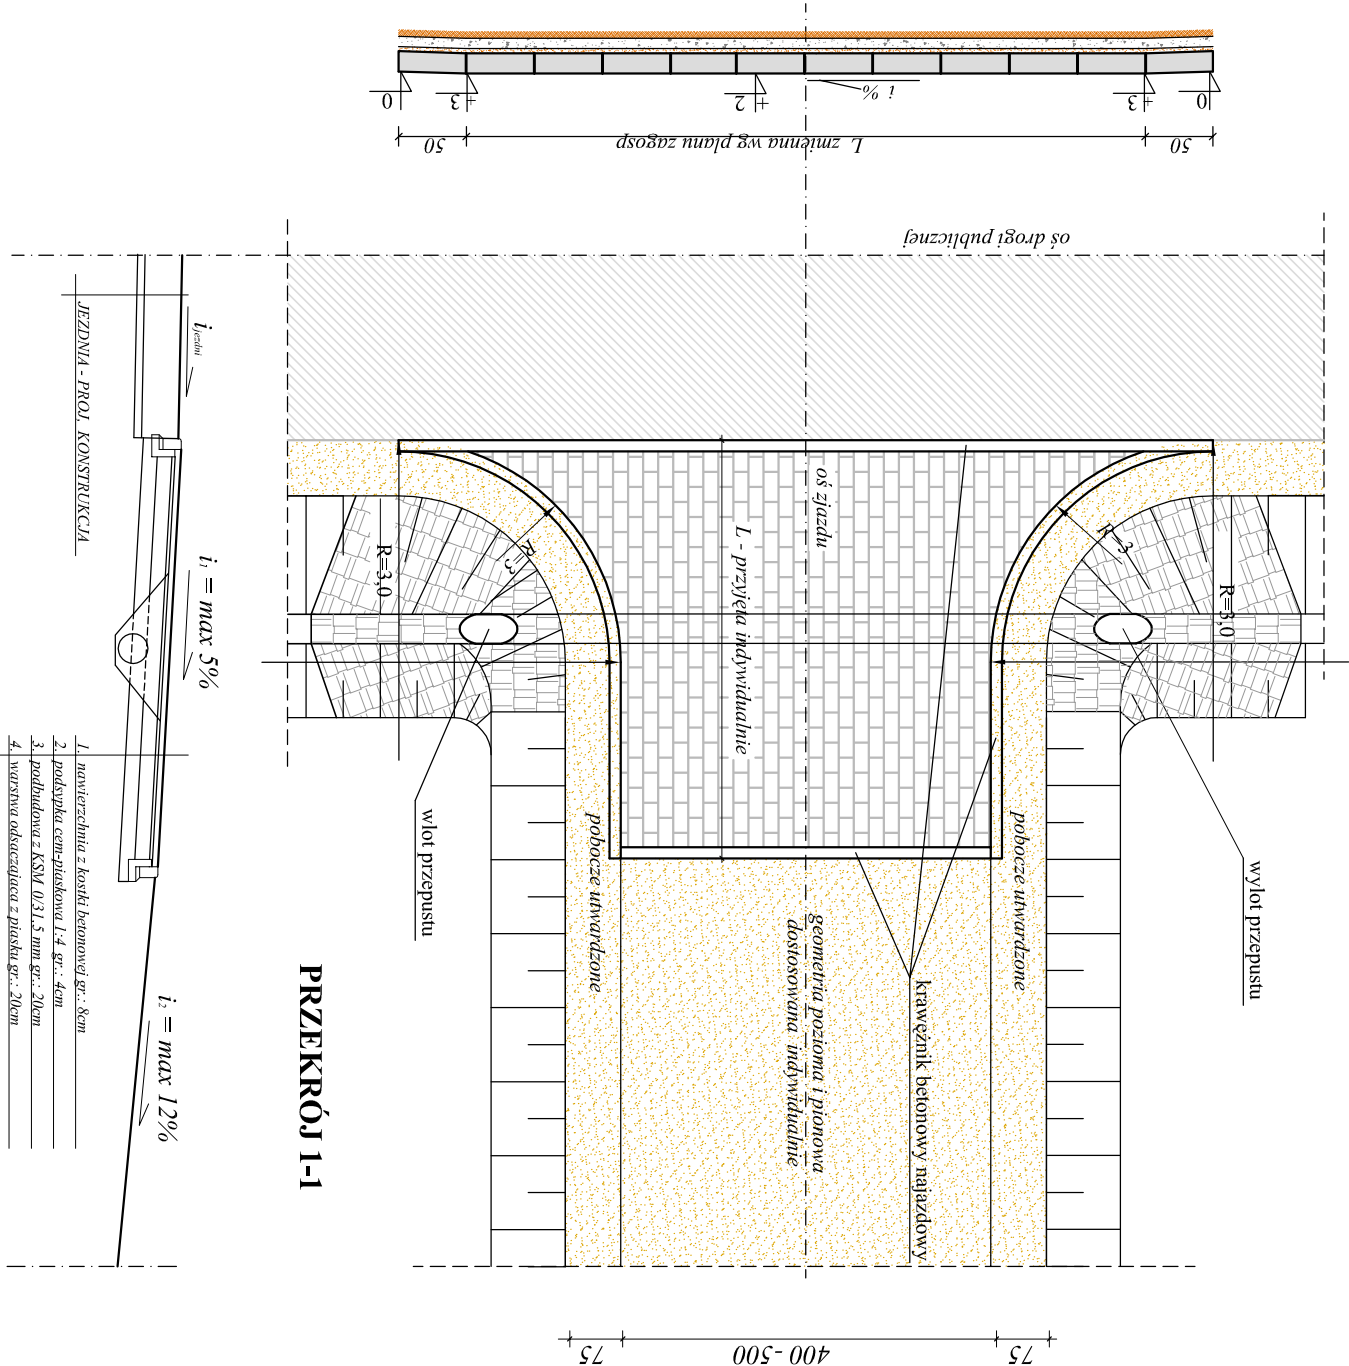 0
+3
+2
i %
+3
0
50
L zmienna wg planu zagosp
50
oś drogi publicznej
i jezdni
JEZDNIA - PROJ. KONSTRUKCJA
i₁ = max 5%
i₂ = max 12%
1. nawierzchnia z kostki betonowej gr.: 8cm
2. podsypka cem-piaskowa 1:4 gr.: 4cm
3. podbudowa z KSM 0/31.5 mm gr.: 20cm
4. warstwa odsaczajaca z piasku gr.: 20cm
PRZEKRÓJ 1-1
oś zjazdu
L - przyjęta indywidualnie
R=3
R=3
R=3,0
R=3,0
wlot przepustu
wylot przepustu
pobocze utwardzone
pobocze utwardzone
geometria pozioma i pionowa
dostosowana indywidualnie
krawężnik betonowy najazdowy
75
400 - 500
75